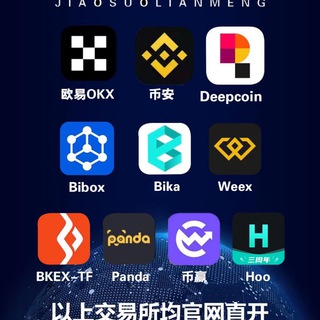 JIAOSUOLIANMENG
欧易OKX 币安 Deepcoin
Bibox Bika Weex
panda
H
三周年
BKEX-TF Panda 币赢 Hoo
以上交易所均官网直开